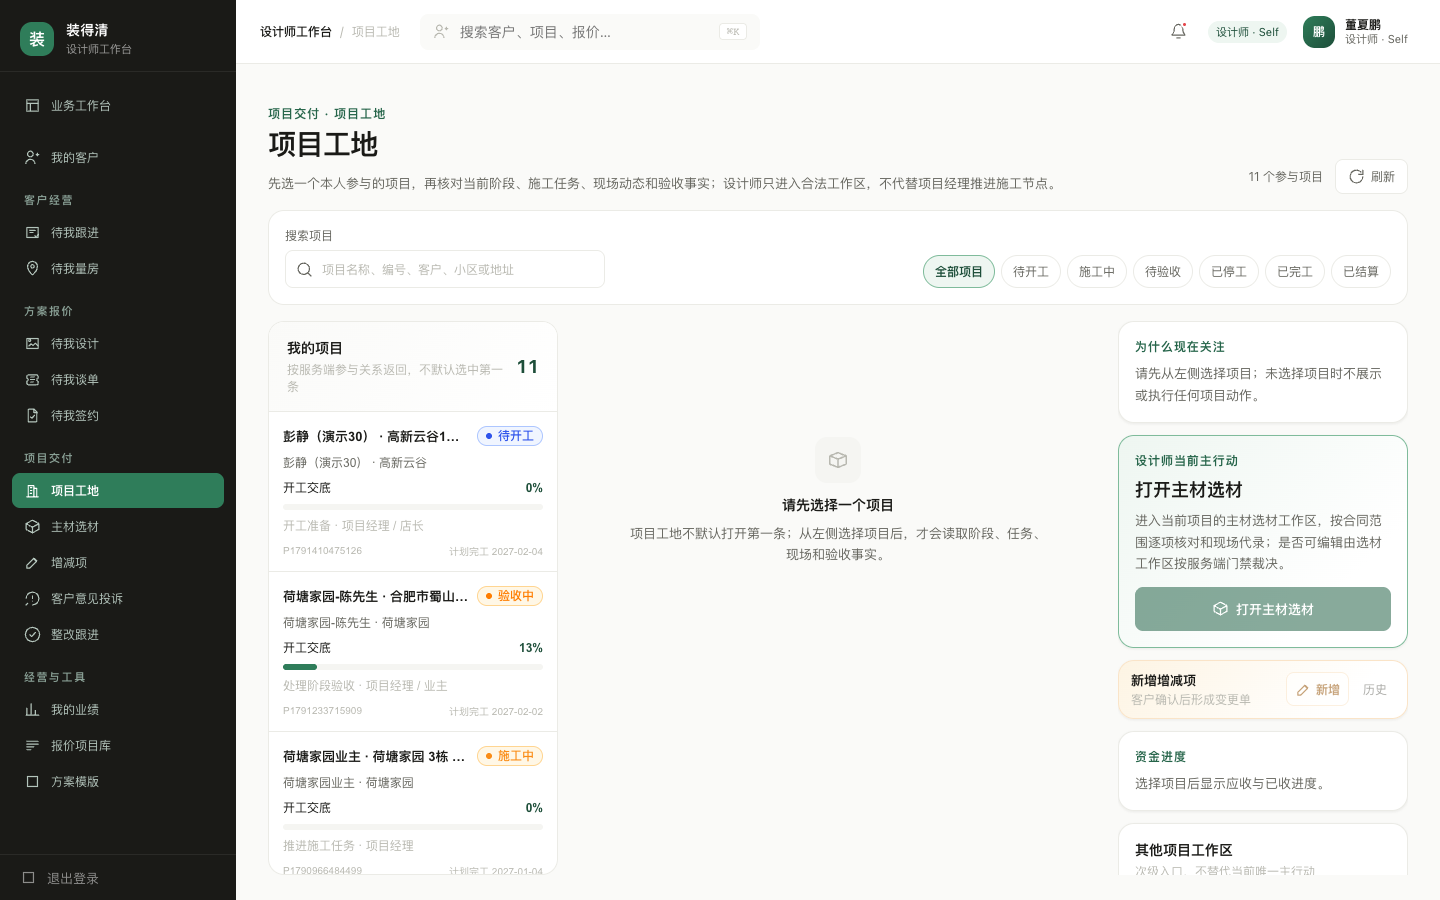 装
装得清
设计师工作台
业务工作台
我的客户
客户经营
待我跟进
待我量房
方案报价
待我设计
待我谈单
待我签约
项目交付
项目工地
主材选材
增减项
客户意见投诉
整改跟进
经营与工具
我的业绩
报价项目库
方案模版
退出登录
设计师工作台 / 项目工地
搜索客户、项目、报价...
⌘K
设计师 · Self
鹏
董夏鹏
设计师 · Self
项目交付 · 项目工地
项目工地
先选一个本人参与的项目，再核对当前阶段、施工任务、现场动态和验收事实；设计师只进入合法工作区，不代替项目经理推进施工节点。
11 个参与项目
刷新
搜索项目
项目名称、编号、客户、小区或地址
全部项目
待开工
施工中
待验收
已停工
已完工
已结算
我的项目
按服务端参与关系返回，不默认选中第一
条
11
彭静（演示30） · 高新云谷1...
待开工
彭静（演示30） · 高新云谷
开工交底
0%
开工准备 · 项目经理 / 店长
P1791410475126
计划完工 2027-02-04
荷塘家园-陈先生 · 合肥市蜀山...
验收中
荷塘家园-陈先生 · 荷塘家园
开工交底
13%
处理阶段验收 · 项目经理 / 业主
P1791233715909
计划完工 2027-02-02
荷塘家园业主 · 荷塘家园 3栋 ...
施工中
荷塘家园业主 · 荷塘家园
开工交底
0%
推进施工任务 · 项目经理
P1790966484499
计划完工 2027-01-04
请先选择一个项目
项目工地不默认打开第一条；从左侧选择项目后，才会读取阶段、任务、
现场和验收事实。
为什么现在关注
请先从左侧选择项目；未选择项目时不展示
或执行任何项目动作。
设计师当前主行动
打开主材选材
进入当前项目的主材选材工作区，按合同范
围逐项核对和现场代录；是否可编辑由选材
工作区按服务端门禁裁决。
打开主材选材
新增增减项
客户确认后形成变更单
新增
历史
资金进度
选择项目后显示应收与已收进度。
其他项目工作区
次级入口，不替代当前唯一主行动